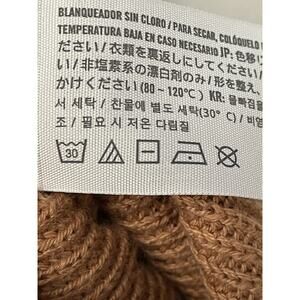 BLANQUEADOR SIN CLORO / PARA SECAR, COLÓQUELO
TEMPERATURA BAJA EN CASO NECESARIO JP: 色移り
ださい / 衣類を裏返しにしてください /
い / 非塩素系の漂白剤のみ / 形を整え、
かけください (80~120℃) KR: 물빠짐을
서 세탁 / 찬물에 별도 세탁(30° C) / 비염
조 / 필요 시 저온 다림질
30